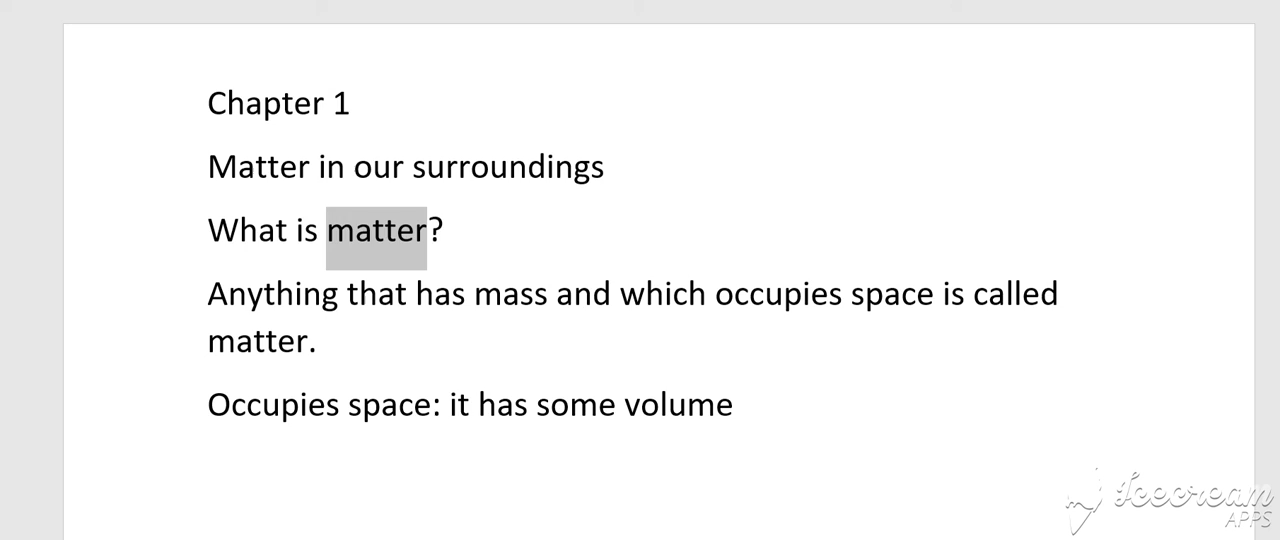 Chapter 1
Matter in our surroundings
What is matter?
Anything that has mass and which occupies space is called
matter.
Occupies space: it has some volume
Icecream
APPS